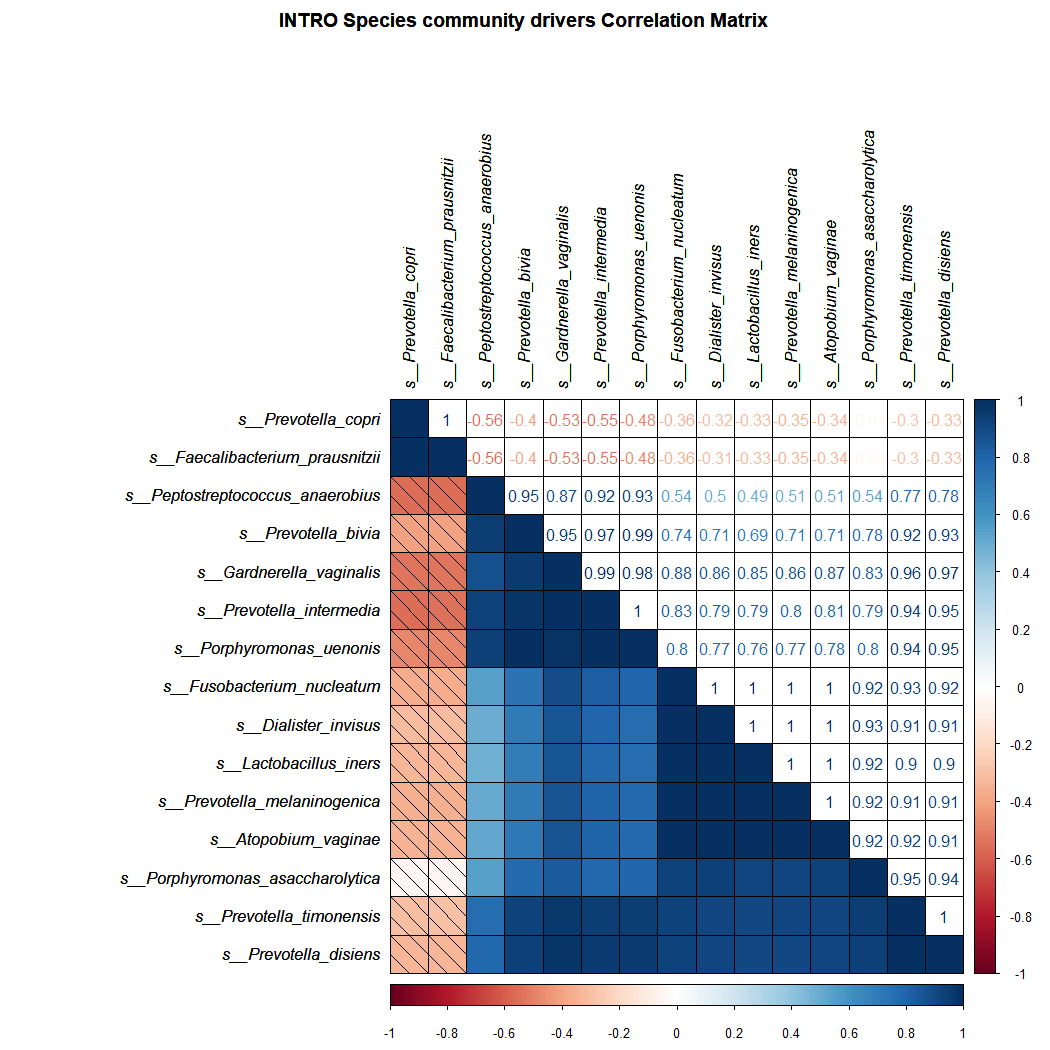 INTRO Species community drivers Correlation Matrix
s__Prevotella_copri
s__Faecalibacterium_prausnitzii
s__Peptostreptococcus_anaerobius
s__Prevotella_bivia
s__Gardnerella_vaginalis
s__Prevotella_intermedia
s__Porphyromonas_uenonis
s__Fusobacterium_nucleatum
s__Dialister_invisus
s__Lactobacillus_iners
s__Prevotella_melaninogenica
s__Atopobium_vaginae
s__Porphyromonas_asaccharolytica
s__Prevotella_timonensis
s__Prevotella_disiens
s__Prevotella_copri 1 -0.56 -0.4 -0.53 -0.55 -0.48 -0.36 -0.32 -0.33 -0.35 -0.34 -0.3 -0.33
s__Faecalibacterium_prausnitzii -0.56 -0.4 -0.53 -0.55 -0.48 -0.36 -0.31 -0.33 -0.35 -0.34 -0.3 -0.33
s__Peptostreptococcus_anaerobius 0.95 0.87 0.92 0.93 0.54 0.5 0.49 0.51 0.51 0.54 0.77 0.78
s__Prevotella_bivia 0.95 0.97 0.99 0.74 0.71 0.69 0.71 0.71 0.78 0.92 0.93
s__Gardnerella_vaginalis 0.99 0.98 0.88 0.86 0.85 0.86 0.87 0.83 0.96 0.97
s__Prevotella_intermedia 1 0.83 0.79 0.79 0.8 0.81 0.79 0.94 0.95
s__Porphyromonas_uenonis 0.8 0.77 0.76 0.77 0.78 0.8 0.94 0.95
s__Fusobacterium_nucleatum 1 1 1 1 0.92 0.93 0.92
s__Dialister_invisus 1 1 1 0.93 0.91 0.91
s__Lactobacillus_iners 1 1 0.92 0.9 0.9
s__Prevotella_melaninogenica 1 0.92 0.91 0.91
s__Atopobium_vaginae 0.92 0.92 0.91
s__Porphyromonas_asaccharolytica 0.95 0.94
s__Prevotella_timonensis 1
s__Prevotella_disiens
1
0.8
0.6
0.4
0.2
0
-0.2
-0.4
-0.6
-0.8
-1
-1 -0.8 -0.6 -0.4 -0.2 0 0.2 0.4 0.6 0.8 1